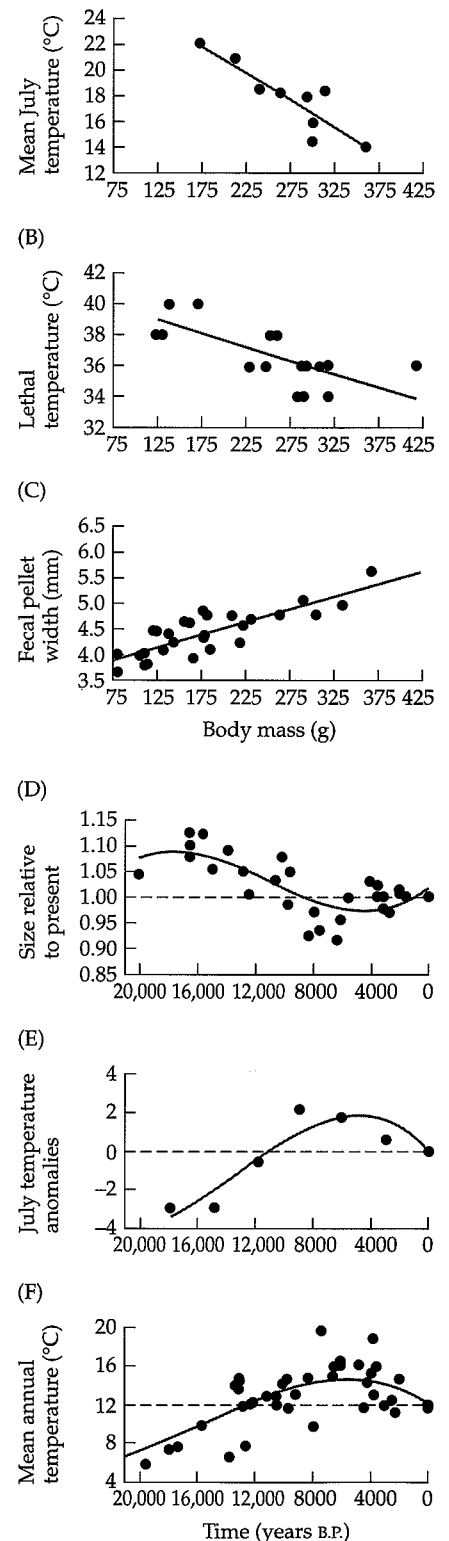 24
22
20
18
16
14
12
Mean July
temperature (°C)
75 125 175 225 275 325 375 425
(B)
42
40
38
36
34
32
Lethal
temperature (°C)
75 125 175 225 275 325 375 425
(C)
6.5
6.0
5.5
5.0
4.5
4.0
3.5
Fecal pellet
width (mm)
75 125 175 225 275 325 375 425
Body mass (g)
(D)
1.15
1.10
1.05
1.00
0.95
0.90
0.85
Size relative
to present
20,000 16,000 12,000 8000 4000 0
(E)
4
2
0
−2
−4
July temperature
anomalies
20,000 16,000 12,000 8000 4000 0
(F)
20
16
12
8
4
Mean annual
temperature (°C)
20,000 16,000 12,000 8000 4000 0
Time (years B.P.)